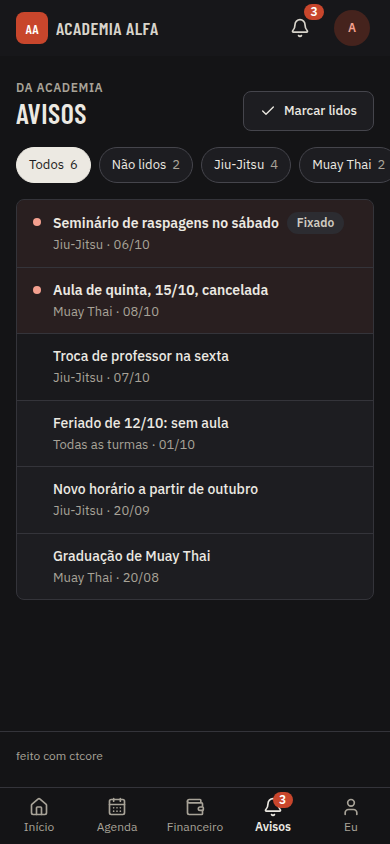 AA ACADEMIA ALFA 3 A
DA ACADEMIA
AVISOS
Marcar lidos
Todos 6 Não lidos 2 Jiu-Jitsu 4 Muay Thai 2
Seminário de raspagens no sábado Fixado
Jiu-Jitsu · 06/10
Aula de quinta, 15/10, cancelada
Muay Thai · 08/10
Troca de professor na sexta
Jiu-Jitsu · 07/10
Feriado de 12/10: sem aula
Todas as turmas · 01/10
Novo horário a partir de outubro
Jiu-Jitsu · 20/09
Graduação de Muay Thai
Muay Thai · 20/08
feito com ctcore
3
Início Agenda Financeiro Avisos Eu